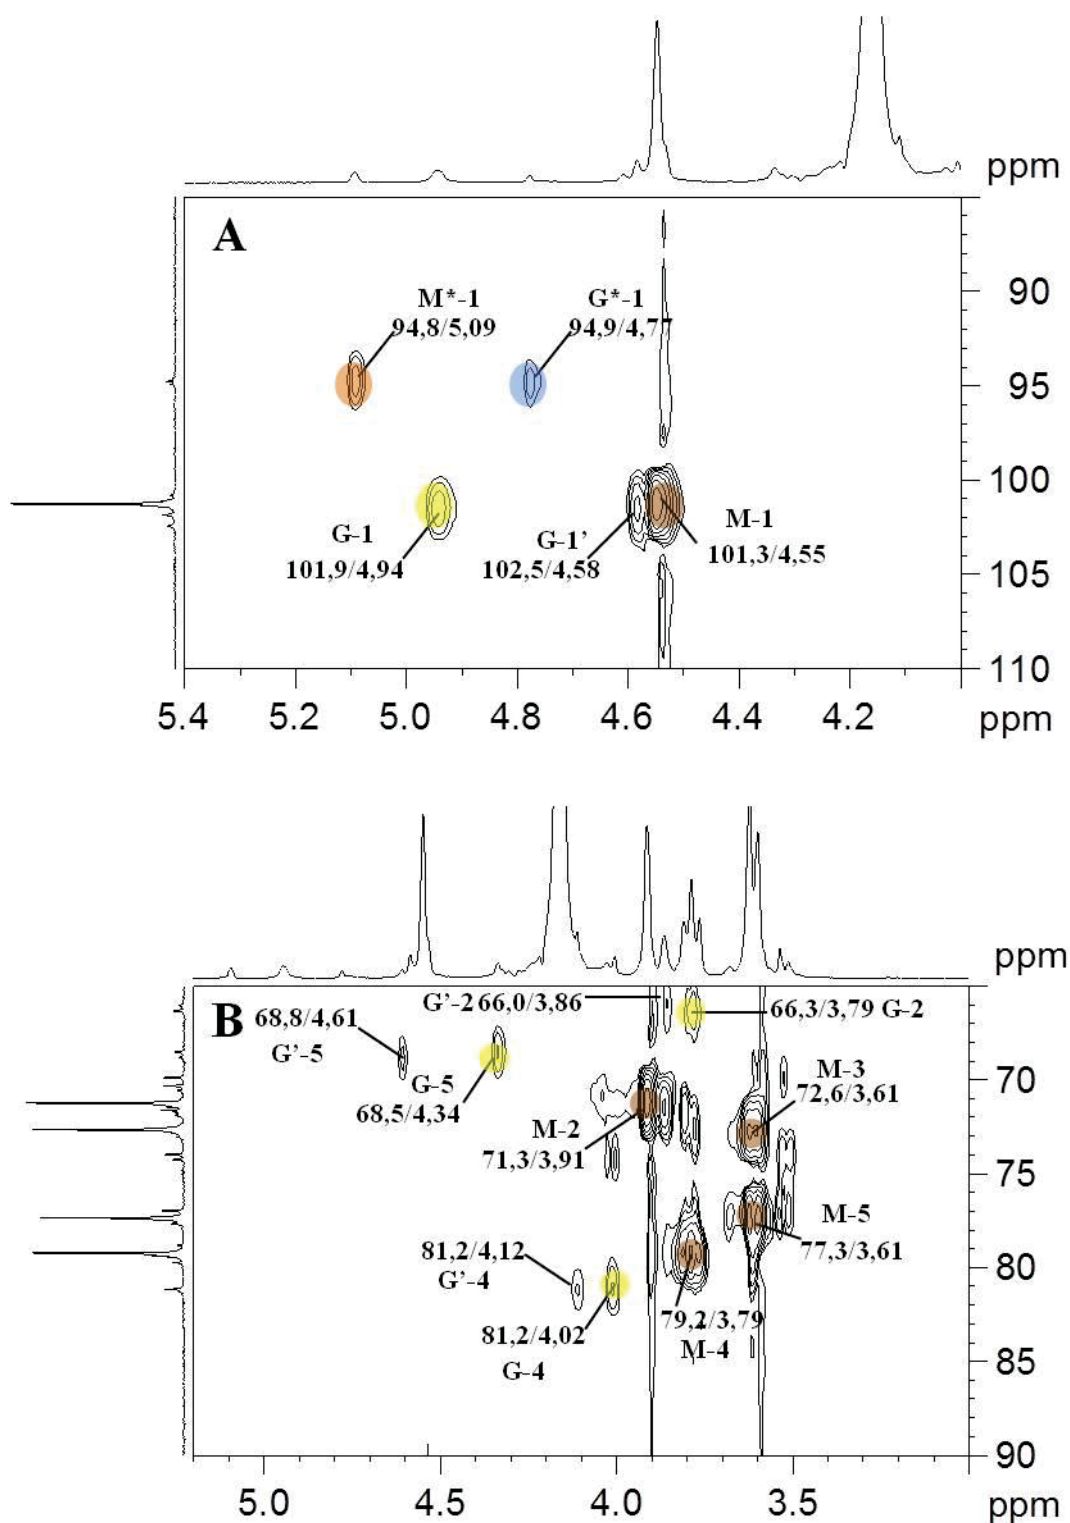 ppm
A
90
M*-1
G*-1
94,8/5,09
94,9/4,77
95
100
G-1
G-1’
M-1
101,9/4,94
102,5/4,58
101,3/4,55
105
110
5.4 5.2 5.0 4.8 4.6 4.4 4.2 ppm
ppm
B
G’-2 66,0/3,86
66,3/3,79 G-2
68,8/4,61
G’-5
70
G-5
68,5/4,34
M-3
72,6/3,61
M-2
71,3/3,91
75
M-5
77,3/3,61
81,2/4,12
G’-4
80
81,2/4,02
G-4
79,2/3,79
M-4
85
90
5.0 4.5 4.0 3.5 ppm